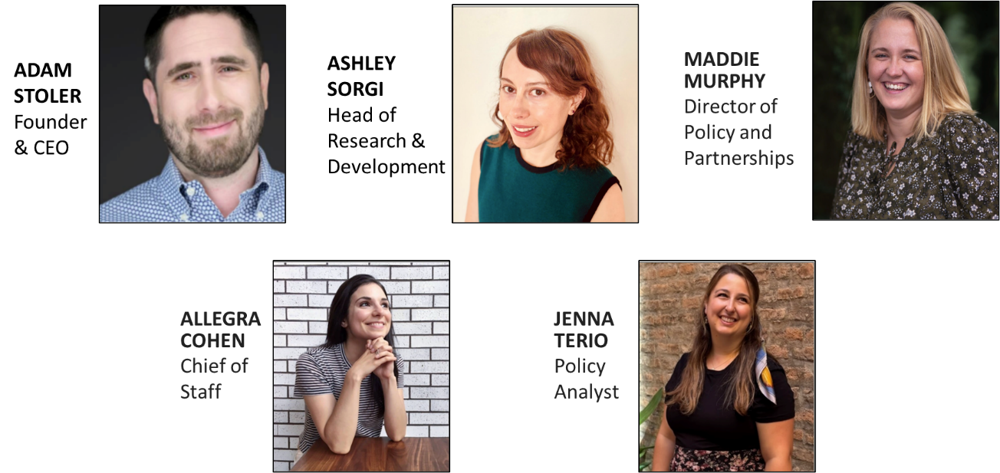 ADAM
STOLER
Founder
& CEO
ASHLEY
SORGI
Head of
Research &
Development
MADDIE
MURPHY
Director of
Policy and
Partnerships
ALLEGRA
COHEN
Chief of
Staff
JENNA
TERIO
Policy
Analyst